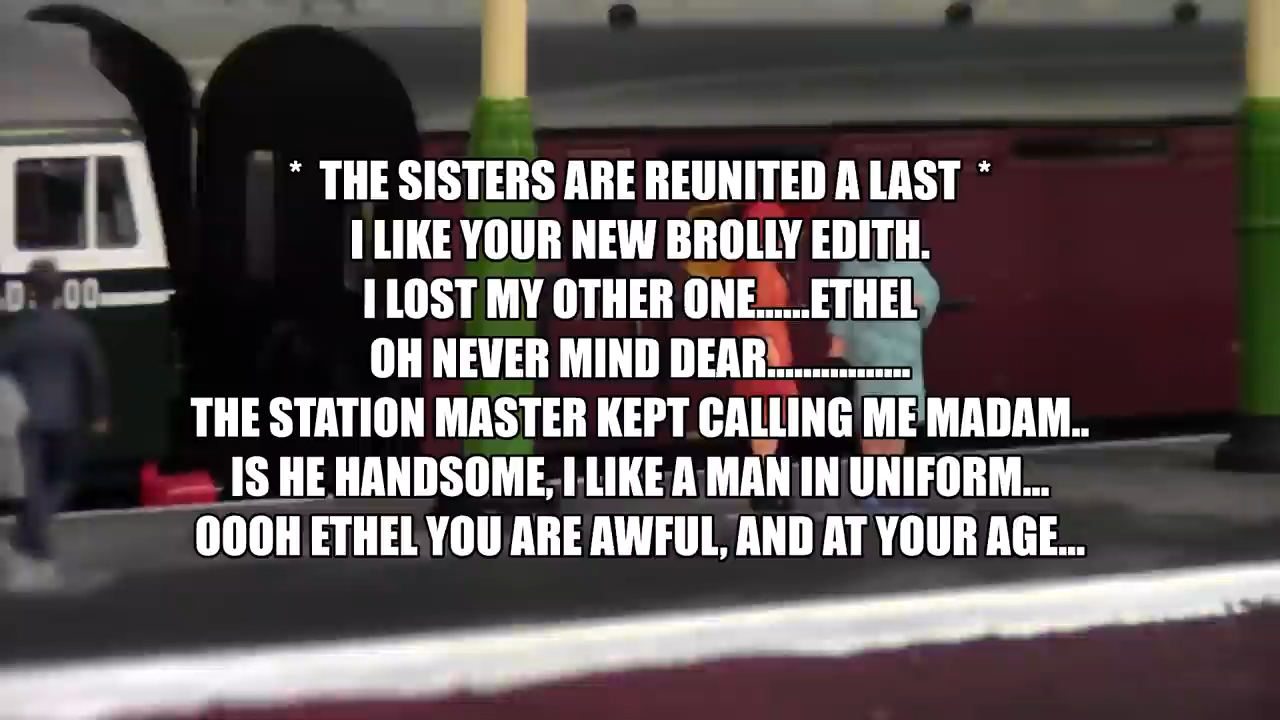 * THE SISTERS ARE REUNITED A LAST *
I LIKE YOUR NEW BROLLY EDITH.
I LOST MY OTHER ONE......ETHEL
OH NEVER MIND DEAR................
THE STATION MASTER KEPT CALLING ME MADAM..
IS HE HANDSOME, I LIKE A MAN IN UNIFORM...
OOOH ETHEL YOU ARE AWFUL, AND AT YOUR AGE...